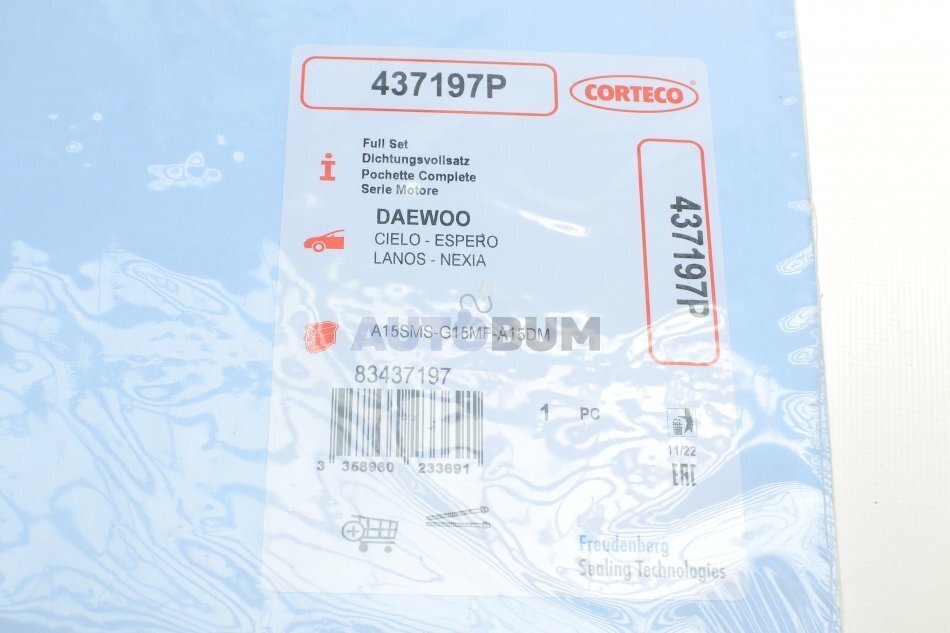 437197P
CORTECO®
Full Set
Dichtungsvollsatz
Pochette Complete
Serie Motore
DAEWOO
CIELO - ESPERO
LANOS - NEXIA
437197P
A15SMS-G15MF-A15DM
AUTOBUM
83437197
3 358960 233691
1 PC
11/22
EAC
Freudenberg
Sealing Technologies